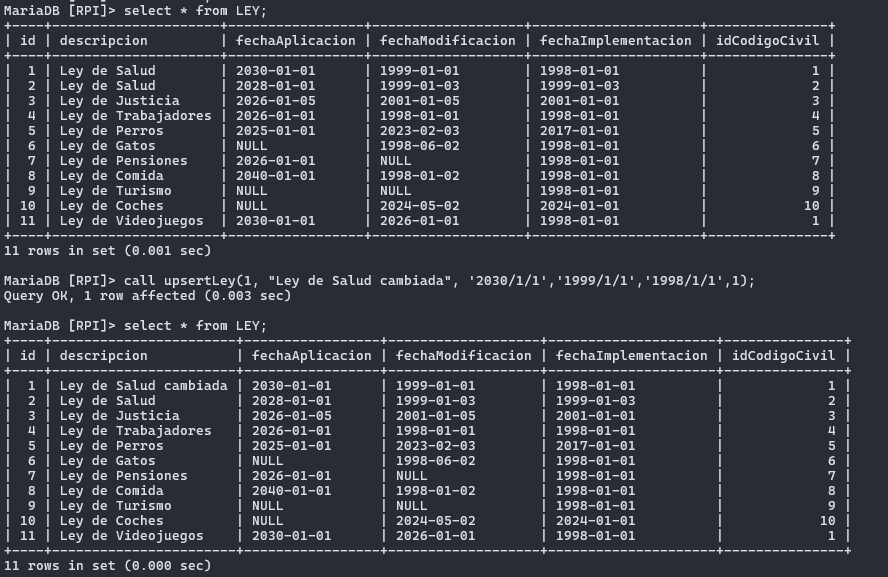 MariaDB [RPI]> select * from LEY;
+----+----------------------+------------------+--------------------+---------------------+---------------+
| id | descripcion          | fechaAplicacion | fechaModificacion | fechaImplementacion | idCodigoCivil |
+----+----------------------+------------------+--------------------+---------------------+---------------+
|  1 | Ley de Salud         | 2030-01-01      | 1999-01-01        | 1998-01-01          |             1 |
|  2 | Ley de Salud         | 2028-01-01      | 1999-01-03        | 1999-01-03          |             2 |
|  3 | Ley de Justicia      | 2026-01-05      | 2001-01-05        | 2001-01-01          |             3 |
|  4 | Ley de Trabajadores | 2026-01-01      | 1998-01-01        | 1998-01-01          |             4 |
|  5 | Ley de Perros        | 2025-01-01      | 2023-02-03        | 2017-01-01          |             5 |
|  6 | Ley de Gatos         | NULL            | 1998-06-02        | 1998-01-01          |             6 |
|  7 | Ley de Pensiones     | 2026-01-01      | NULL              | 1998-01-01          |             7 |
|  8 | Ley de Comida        | 2040-01-01      | 1998-01-02        | 1998-01-01          |             8 |
|  9 | Ley de Turismo       | NULL            | NULL              | 1998-01-01          |             9 |
| 10 | Ley de Coches        | NULL            | 2024-05-02        | 2024-01-01          |            10 |
| 11 | Ley de Videojuegos   | 2030-01-01      | 2026-01-01        | 1998-01-01          |             1 |
+----+----------------------+------------------+--------------------+---------------------+---------------+
11 rows in set (0.001 sec)
MariaDB [RPI]> call upsertLey(1, "Ley de Salud cambiada", '2030/1/1','1999/1/1','1998/1/1',1);
Query OK, 1 row affected (0.003 sec)
MariaDB [RPI]> select * from LEY;
+----+-----------------------+-----------------+-------------------+---------------------+---------------+
| id | descripcion           | fechaAplicacion | fechaModificacion | fechaImplementacion | idCodigoCivil |
+----+-----------------------+-----------------+-------------------+---------------------+---------------+
|  1 | Ley de Salud cambiada | 2030-01-01      | 1999-01-01        | 1998-01-01          |             1 |
|  2 | Ley de Salud          | 2028-01-01      | 1999-01-03        | 1999-01-03          |             2 |
|  3 | Ley de Justicia       | 2026-01-05      | 2001-01-05        | 2001-01-01          |             3 |
|  4 | Ley de Trabajadores   | 2026-01-01      | 1998-01-01        | 1998-01-01          |             4 |
|  5 | Ley de Perros         | 2025-01-01      | 2023-02-03        | 2017-01-01          |             5 |
|  6 | Ley de Gatos          | NULL            | 1998-06-02        | 1998-01-01          |             6 |
|  7 | Ley de Pensiones      | 2026-01-01      | NULL              | 1998-01-01          |             7 |
|  8 | Ley de Comida         | 2040-01-01      | 1998-01-02        | 1998-01-01          |             8 |
|  9 | Ley de Turismo        | NULL            | NULL              | 1998-01-01          |             9 |
| 10 | Ley de Coches         | NULL            | 2024-05-02        | 2024-01-01          |            10 |
| 11 | Ley de Videojuegos    | 2030-01-01      | 2026-01-01        | 1998-01-01          |             1 |
+----+-----------------------+-----------------+-------------------+---------------------+---------------+
11 rows in set (0.000 sec)